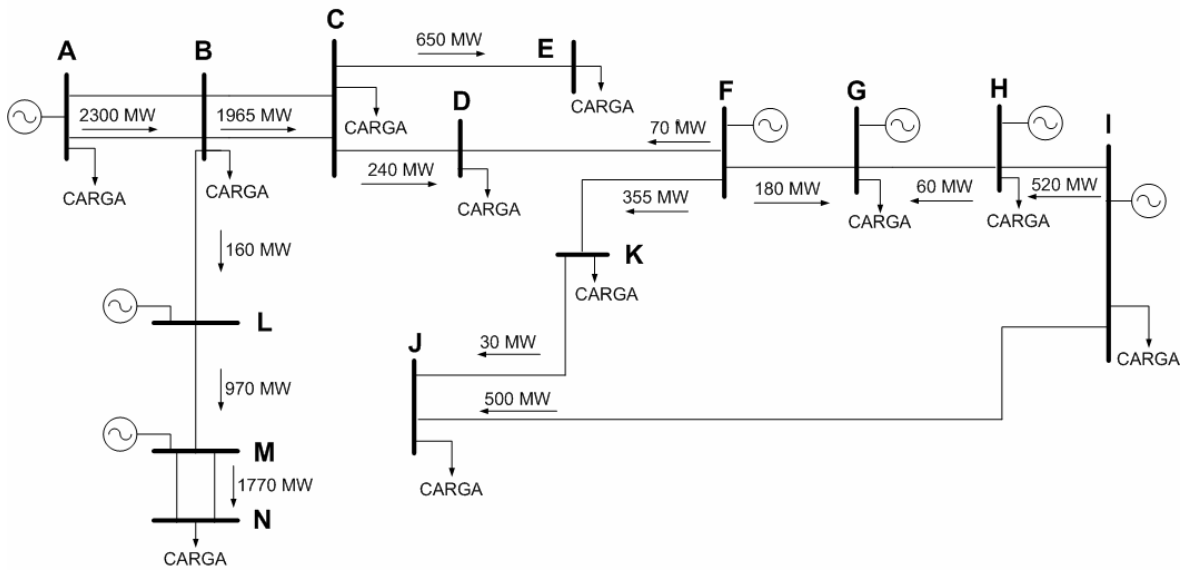 C
650 MW
E
A
B
D
F
G
H
I
2300 MW
1965 MW
CARGA
CARGA
70 MW
CARGA
CARGA
240 MW
CARGA
355 MW
180 MW
60 MW
520 MW
CARGA
CARGA
CARGA
160 MW
K
CARGA
L
J
30 MW
CARGA
970 MW
500 MW
M
1770 MW
CARGA
N
CARGA